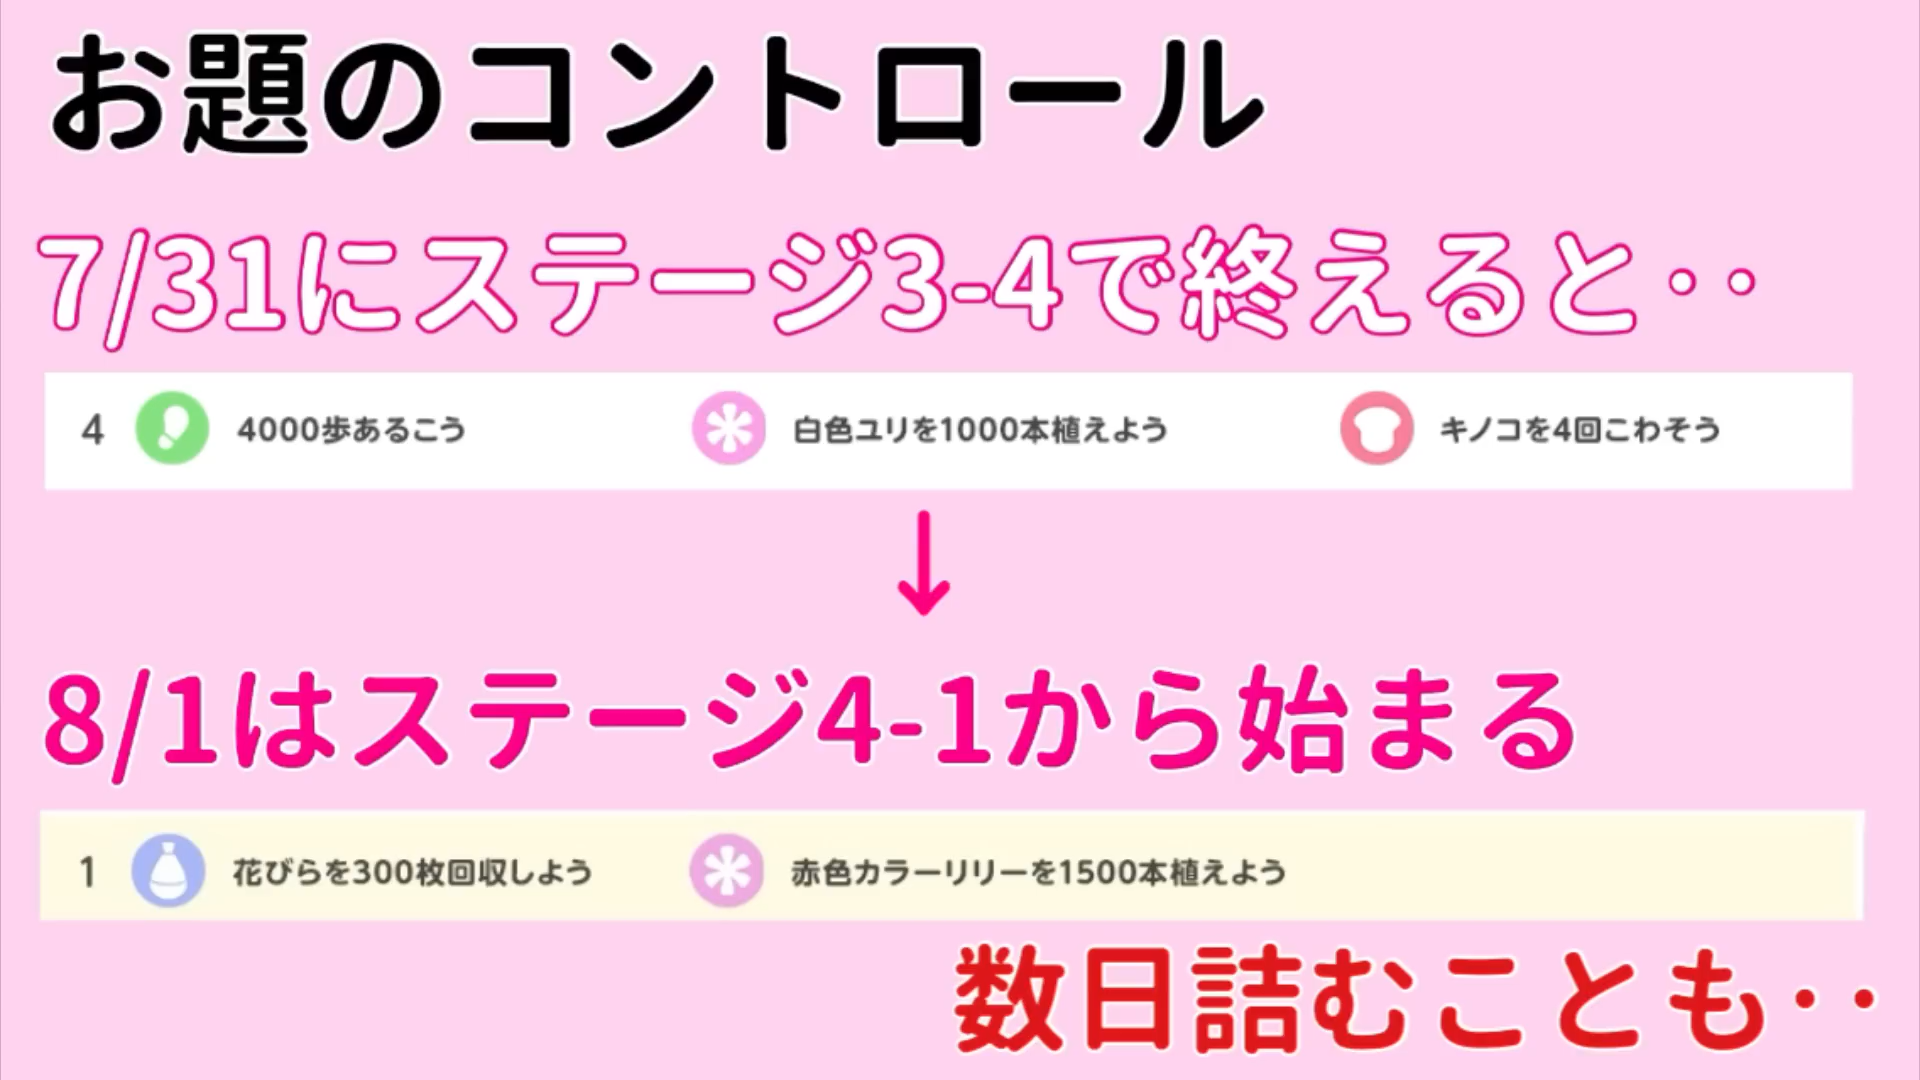 お題のコントロール
7/31にステージ3-4で終えると‥
4 4000歩あるこう 白色ユリを1000本植えよう キノコを4回こわそう
↓
8/1はステージ4-1から始まる
1 花びらを300枚回収しよう 赤色カラーリリーを1500本植えよう
数日詰むことも‥